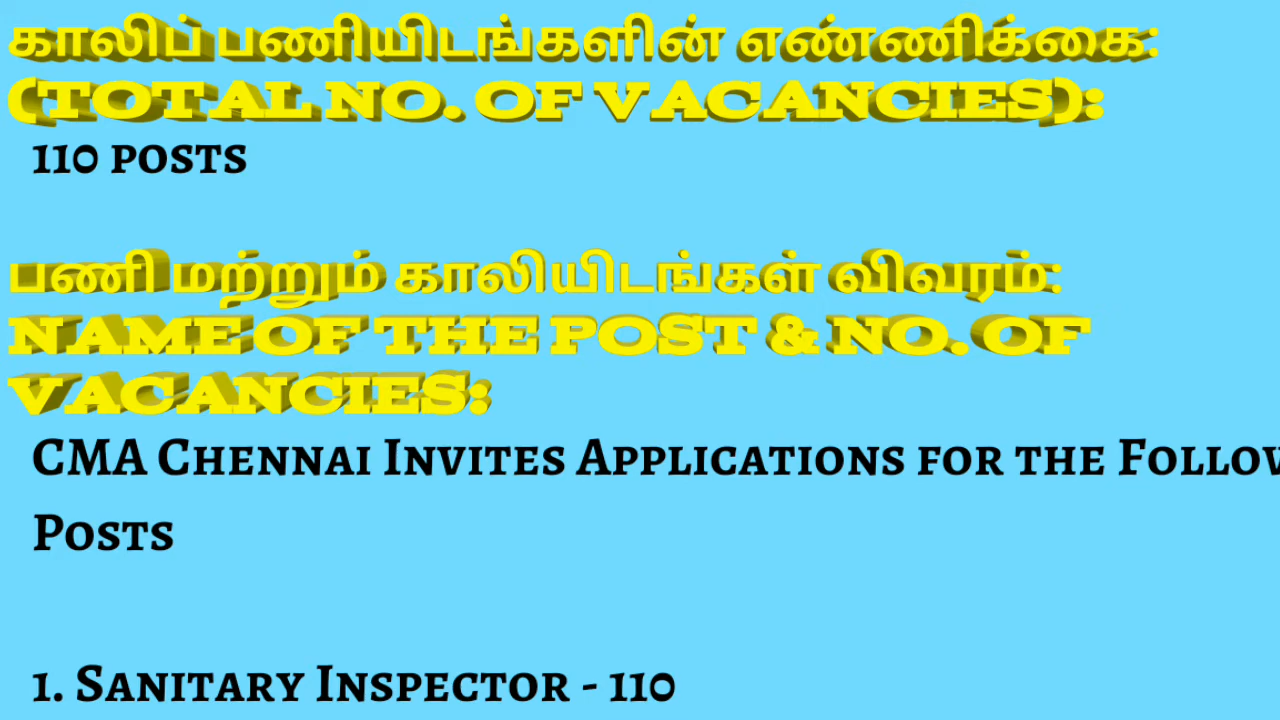 காலிப் பணியிடங்களின் எண்ணிக்கை:
(TOTAL NO. OF VACANCIES):
110 POSTS
பணி மற்றும் காலியிடங்கள் விவரம்:
NAME OF THE POST & NO. OF
VACANCIES:
CMA CHENNAI INVITES APPLICATIONS FOR THE
POSTS
1. SANITARY INSPECTOR - 110